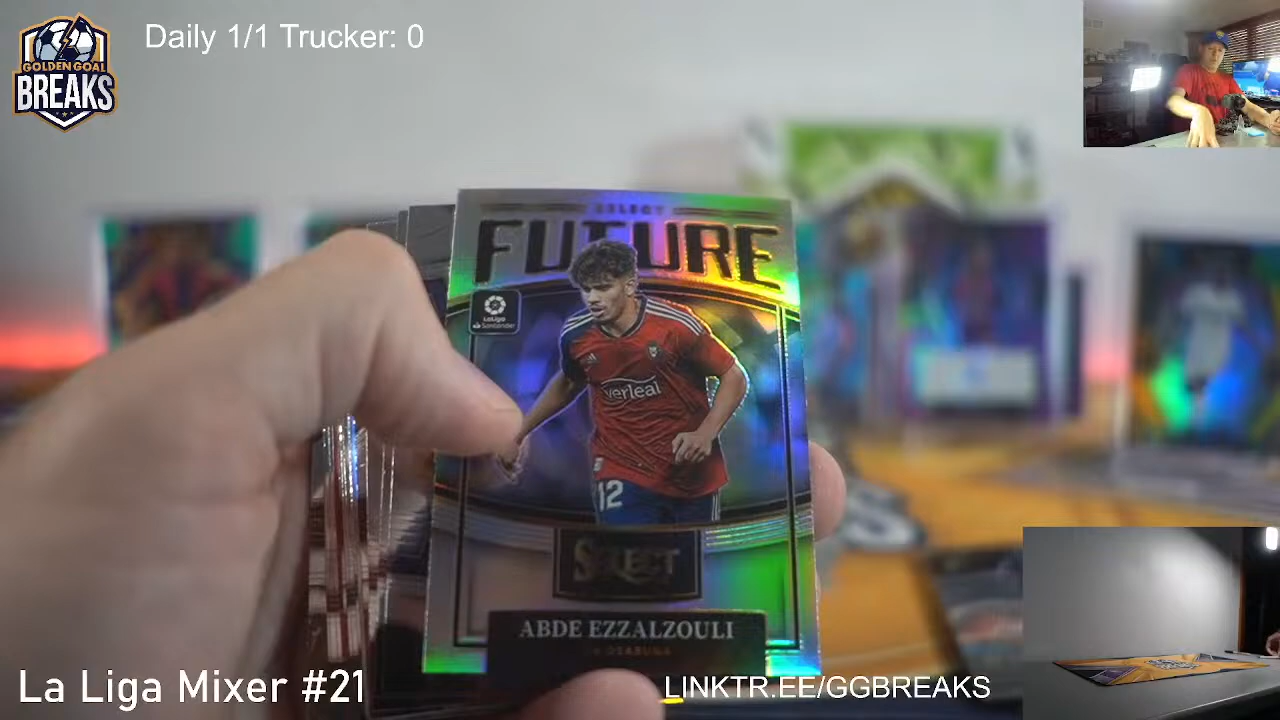 Daily 1/1 Trucker: 0
GOLDEN GOAL
BREAKS
SELECT
FUTURE
LaLiga
Santander
verleal
12
SELECT
ABDE EZZALZOULI
CA OSASUNA
La Liga Mixer #21
LINKTR.EE/GGBREAKS